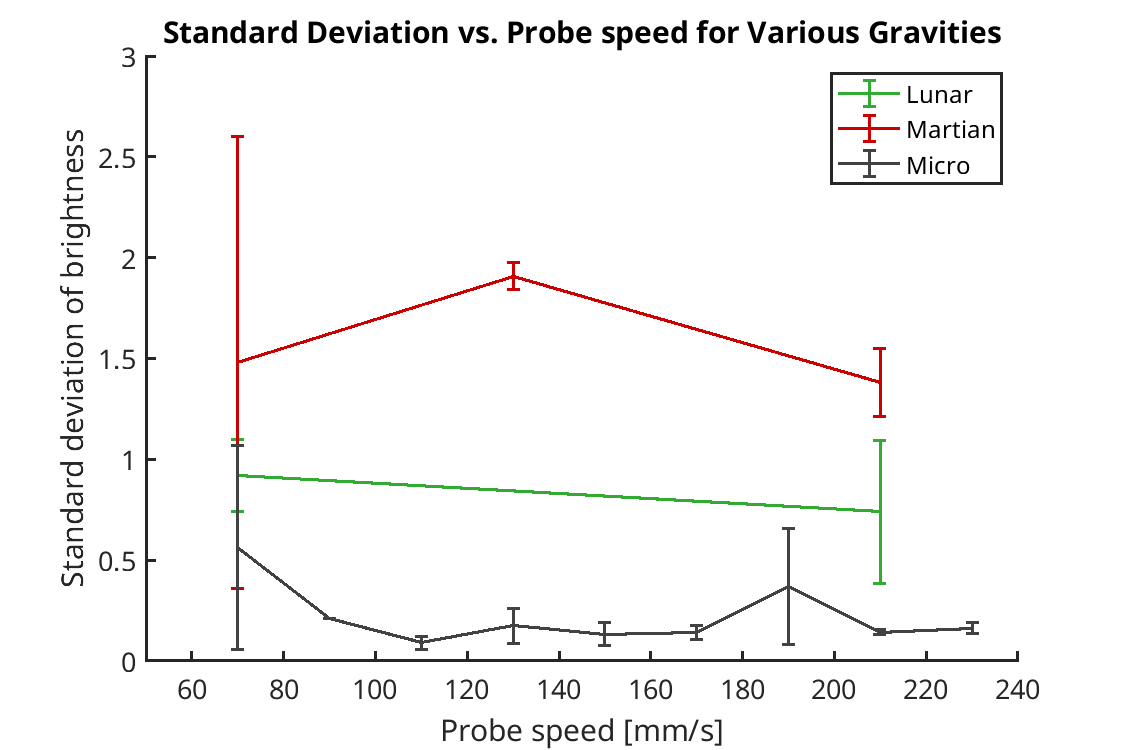 Standard Deviation vs. Probe speed for Various Gravities
3
2.5
2
1.5
1
0.5
0
Standard deviation of brightness
Lunar
Martian
Micro
60 80 100 120 140 160 180 200 220 240
Probe speed [mm/s]